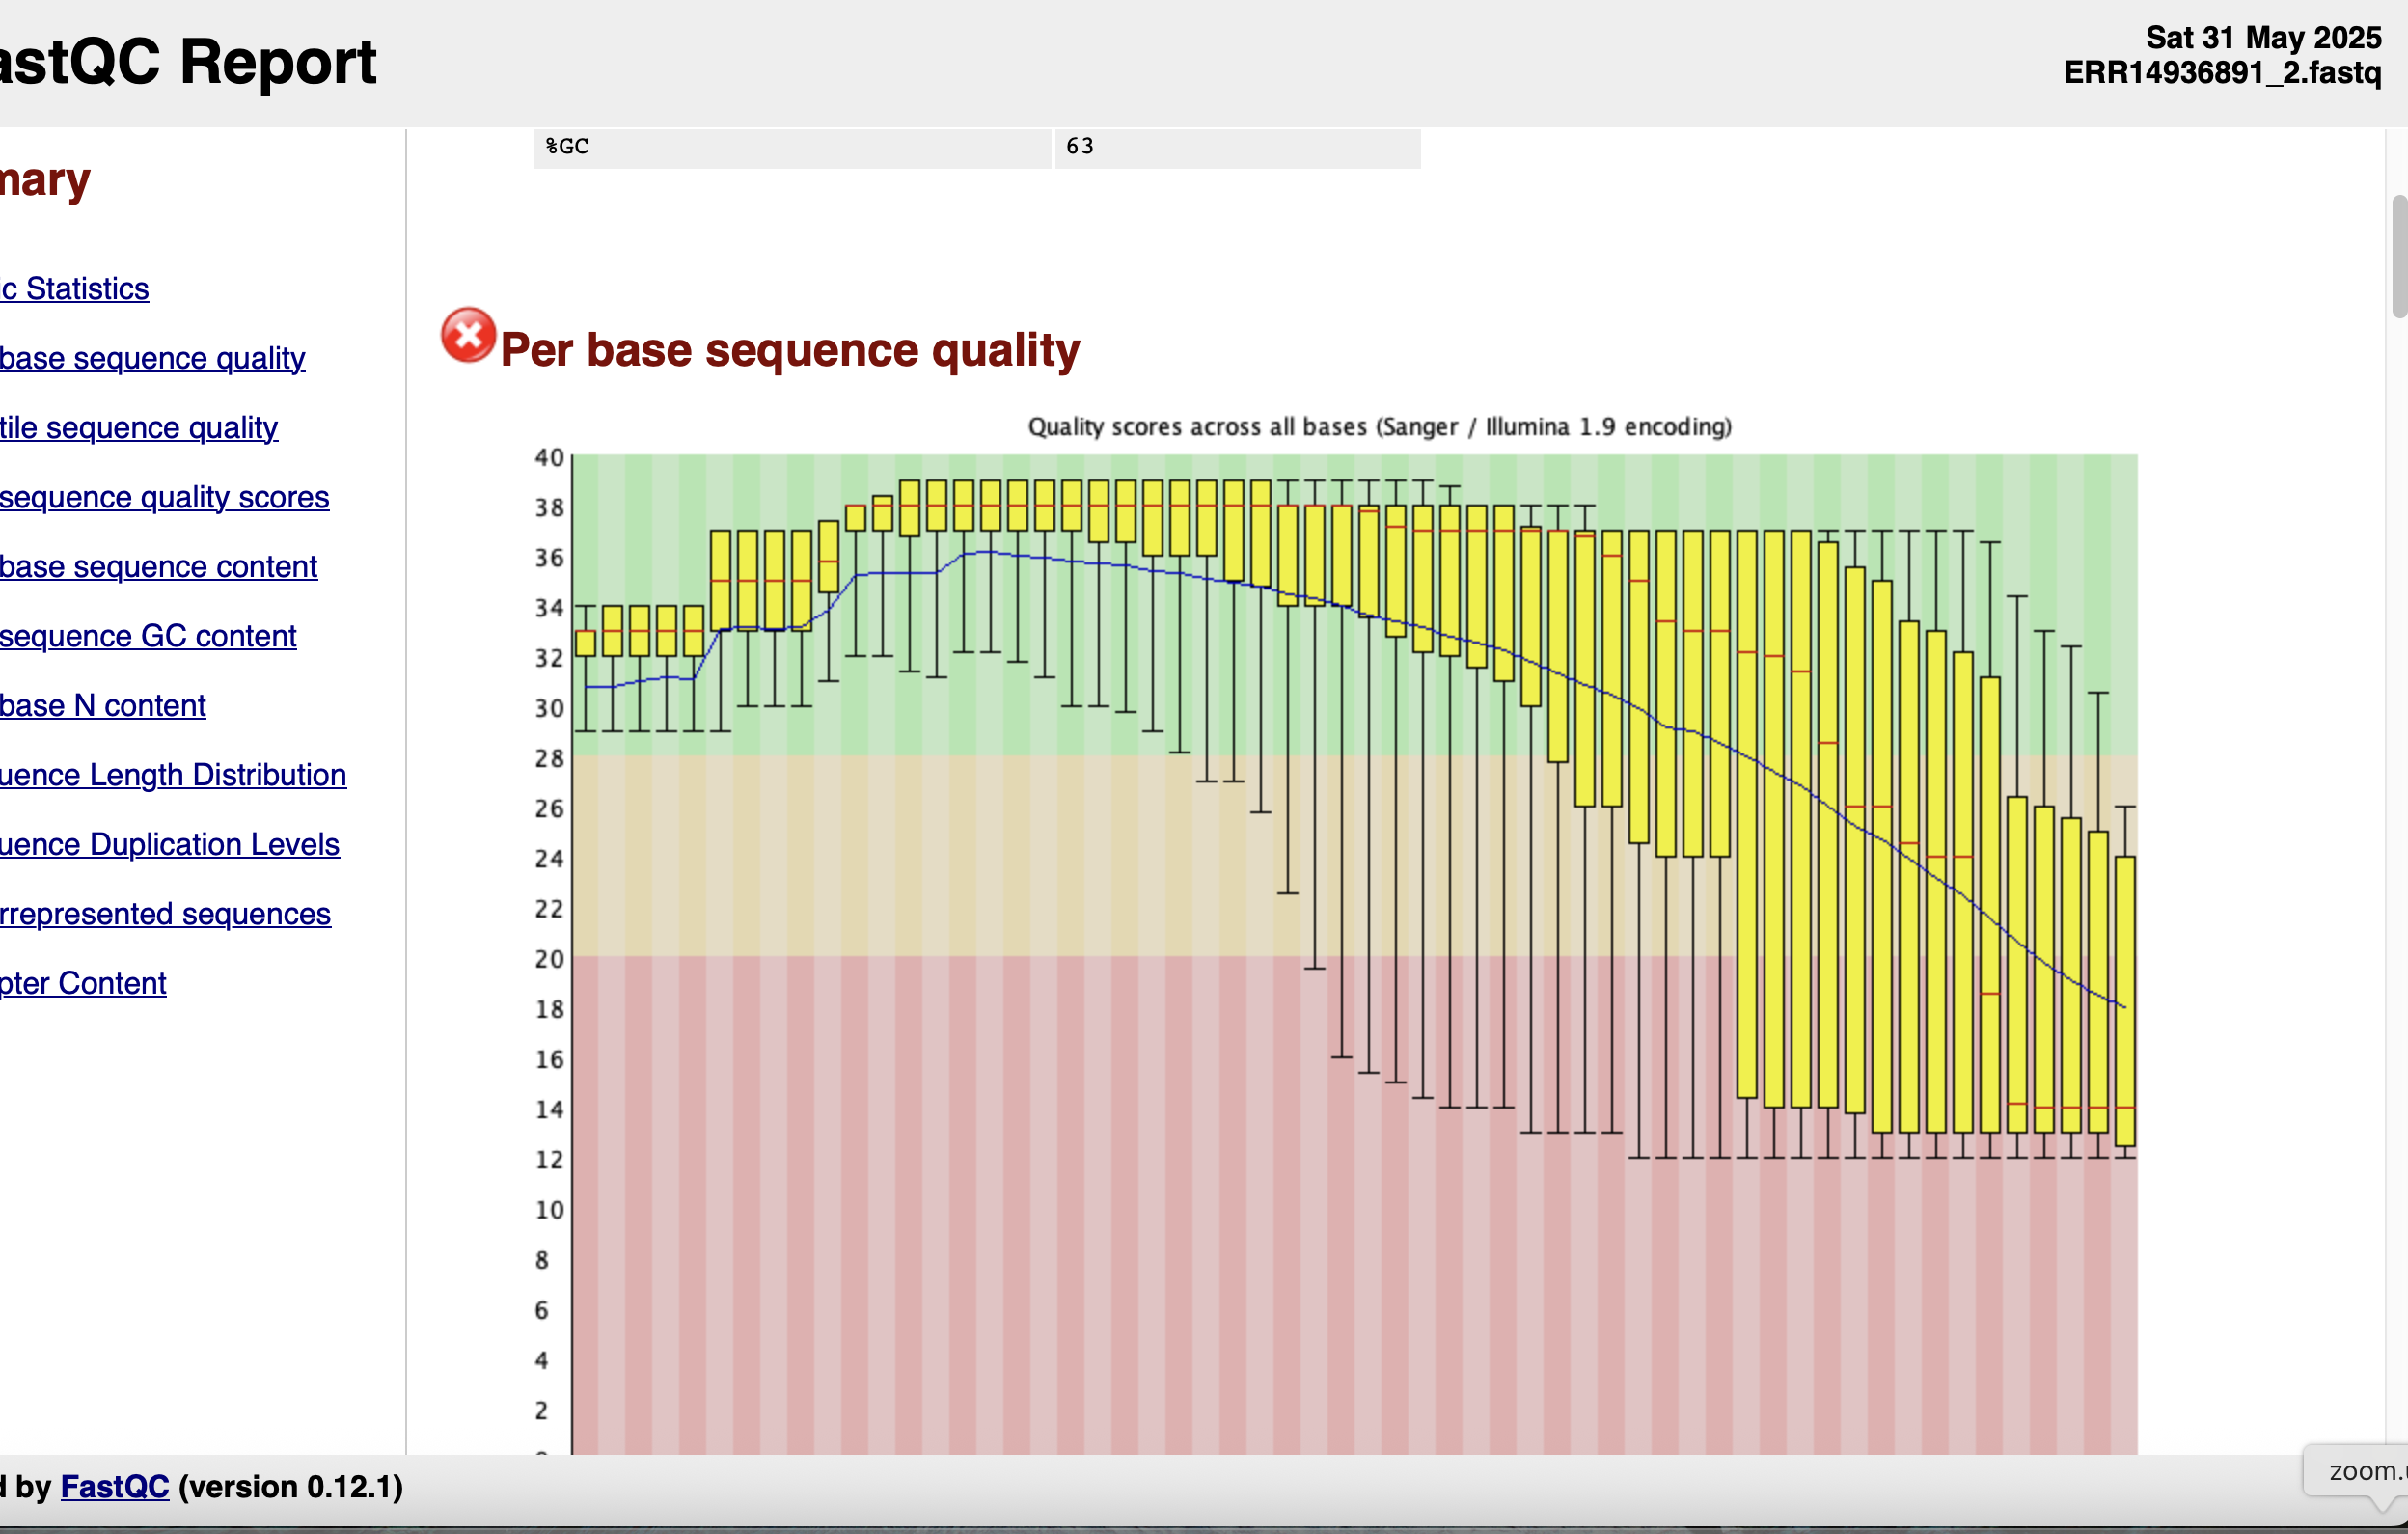 astQC Report
Sat 31 May 2025
ERR14936891_2.fastq
mary
c Statistics
base sequence quality
tile sequence quality
sequence quality scores
base sequence content
sequence GC content
base N content
uence Length Distribution
uence Duplication Levels
rrepresented sequences
pter Content
%GC 63
Per base sequence quality
Quality scores across all bases (Sanger / Illumina 1.9 encoding)
40
38
36
34
32
30
28
26
24
22
20
18
16
14
12
10
8
6
4
2
d by FastQC (version 0.12.1)
zoom.u